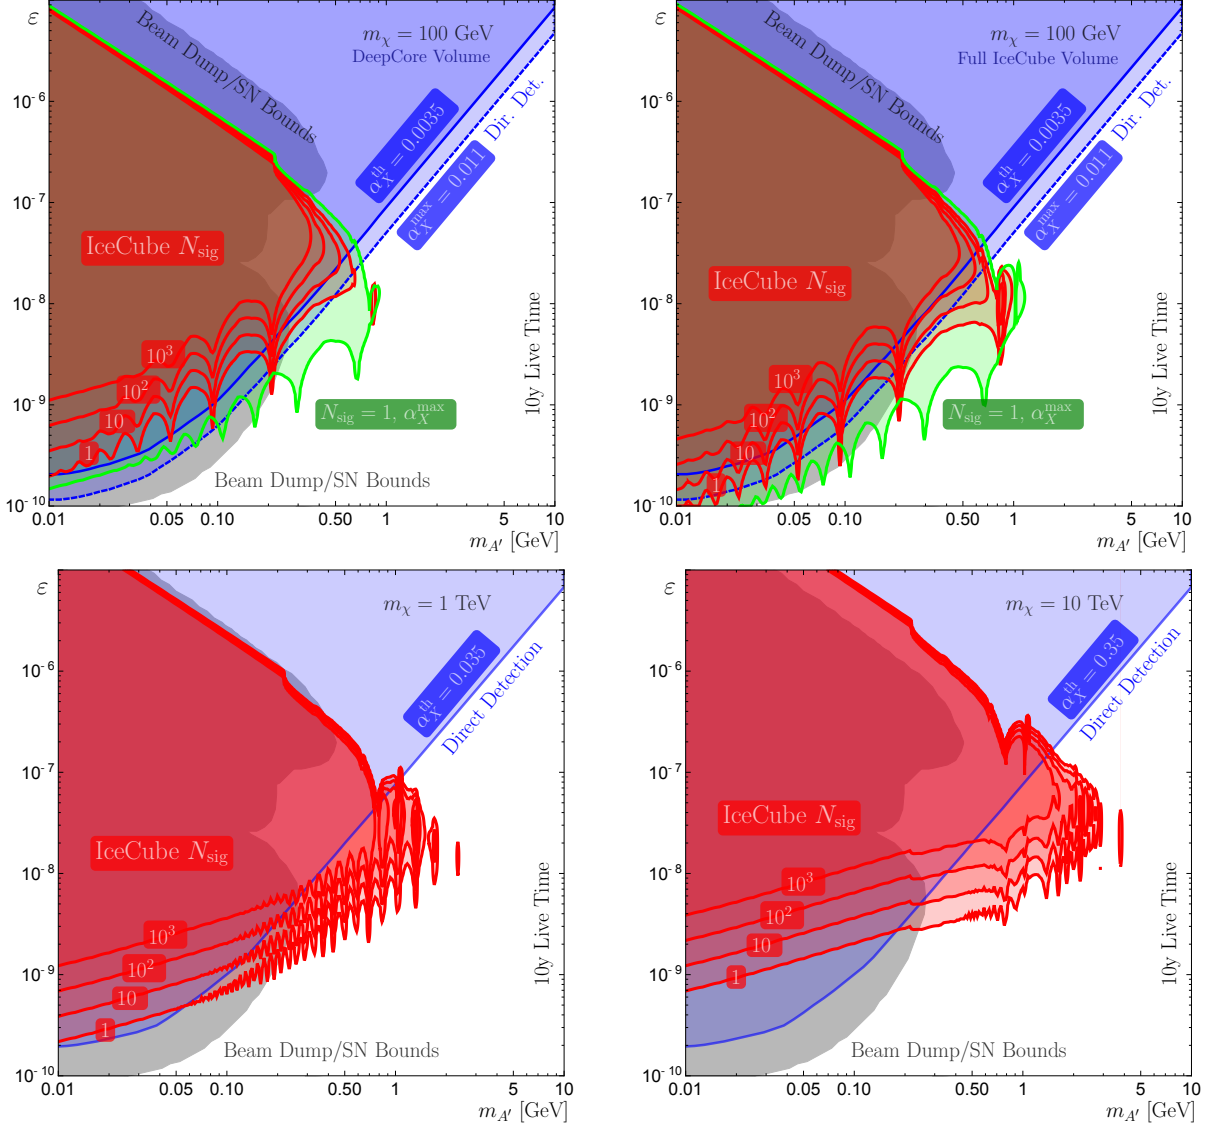 ε
Beam Dump/SN Bounds
m_χ = 100 GeV
DeepCore Volume
α_X^th = 0.0035
α_X^max = 0.011
Dir. Det.
IceCube N_sig
10^3
10^2
10
1
N_sig = 1, α_X^max
Beam Dump/SN Bounds
10y Live Time
10^-6
10^-7
10^-8
10^-9
10^-10
0.01 0.05 0.10 0.50 1 5 10
m_A′ [GeV]
ε
Beam Dump/SN Bounds
m_χ = 100 GeV
Full IceCube Volume
α_X^th = 0.0035
α_X^max = 0.011
Dir. Det.
IceCube N_sig
10^3
10^2
10
1
N_sig = 1, α_X^max
Beam Dump/SN Bounds
10y Live Time
10^-6
10^-7
10^-8
10^-9
10^-10
0.01 0.05 0.10 0.50 1 5 10
m_A′ [GeV]
ε
m_χ = 1 TeV
α_X^th = 0.035
Direct Detection
IceCube N_sig
10^3
10^2
10
1
Beam Dump/SN Bounds
10y Live Time
10^-6
10^-7
10^-8
10^-9
10^-10
0.01 0.05 0.10 0.50 1 5 10
m_A′ [GeV]
ε
m_χ = 10 TeV
α_X^th = 0.35
Direct Detection
IceCube N_sig
10^3
10^2
10
1
Beam Dump/SN Bounds
10y Live Time
10^-6
10^-7
10^-8
10^-9
10^-10
0.01 0.05 0.10 0.50 1 5 10
m_A′ [GeV]